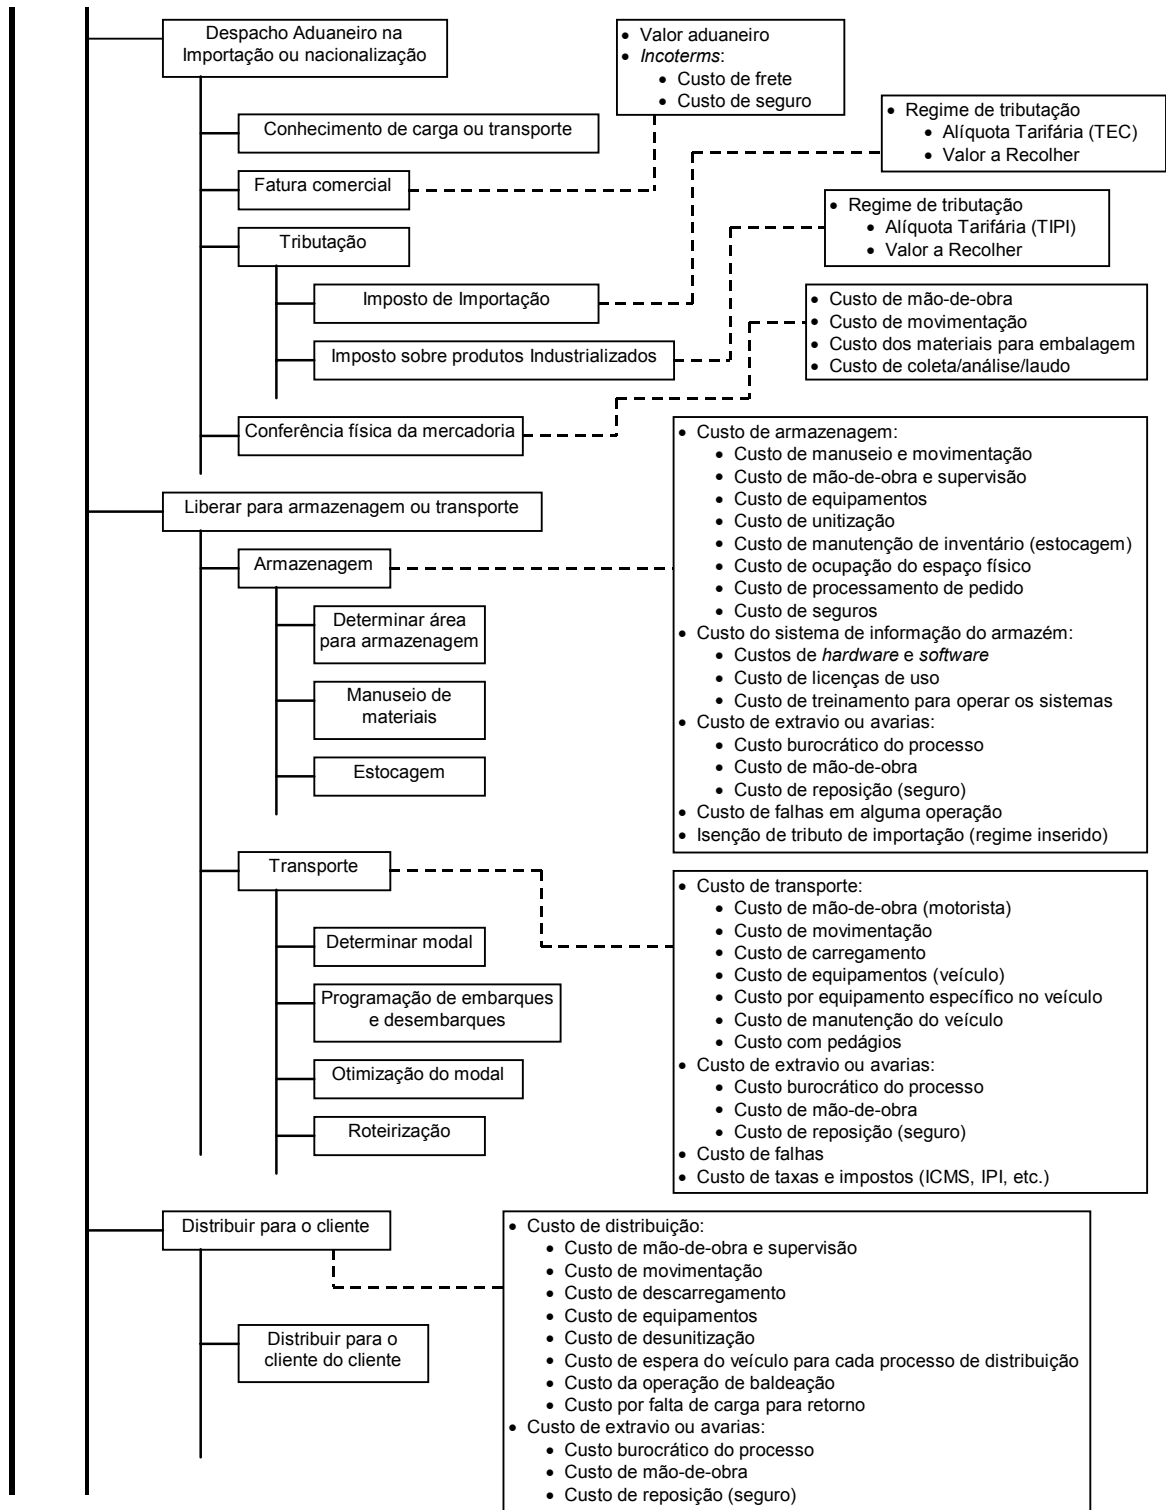 Despacho Aduaneiro na
Importação ou nacionalização
• Valor aduaneiro
• Incoterms:
• Custo de frete
• Custo de seguro
Conhecimento de carga ou transporte
• Regime de tributação
• Alíquota Tarifária (TEC)
• Valor a Recolher
Fatura comercial
• Regime de tributação
• Alíquota Tarifária (TIPI)
• Valor a Recolher
Tributação
Imposto de Importação
Imposto sobre produtos Industrializados
• Custo de mão-de-obra
• Custo de movimentação
• Custo dos materiais para embalagem
• Custo de coleta/análise/laudo
Conferência física da mercadoria
Liberar para armazenagem ou transporte
Armazenagem
Determinar área
para armazenagem
Manuseio de
materiais
Estocagem
• Custo de armazenagem:
• Custo de manuseio e movimentação
• Custo de mão-de-obra e supervisão
• Custo de equipamentos
• Custo de unitização
• Custo de manutenção de inventário (estocagem)
• Custo de ocupação do espaço físico
• Custo de processamento de pedido
• Custo de seguros
• Custo do sistema de informação do armazém:
• Custos de hardware e software
• Custo de licenças de uso
• Custo de treinamento para operar os sistemas
• Custo de extravio ou avarias:
• Custo burocrático do processo
• Custo de mão-de-obra
• Custo de reposição (seguro)
• Custo de falhas em alguma operação
• Isenção de tributo de importação (regime inserido)
Transporte
Determinar modal
Programação de embarques
e desembarques
Otimização do modal
Roteirização
• Custo de transporte:
• Custo de mão-de-obra (motorista)
• Custo de movimentação
• Custo de carregamento
• Custo de equipamentos (veículo)
• Custo por equipamento específico no veículo
• Custo de manutenção do veículo
• Custo com pedágios
• Custo de extravio ou avarias:
• Custo burocrático do processo
• Custo de mão-de-obra
• Custo de reposição (seguro)
• Custo de falhas
• Custo de taxas e impostos (ICMS, IPI, etc.)
Distribuir para o cliente
Distribuir para o
cliente do cliente
• Custo de distribuição:
• Custo de mão-de-obra e supervisão
• Custo de movimentação
• Custo de descarregamento
• Custo de equipamentos
• Custo de desunitização
• Custo de espera do veículo para cada processo de distribuição
• Custo da operação de baldeação
• Custo por falta de carga para retorno
• Custo de extravio ou avarias:
• Custo burocrático do processo
• Custo de mão-de-obra
• Custo de reposição (seguro)